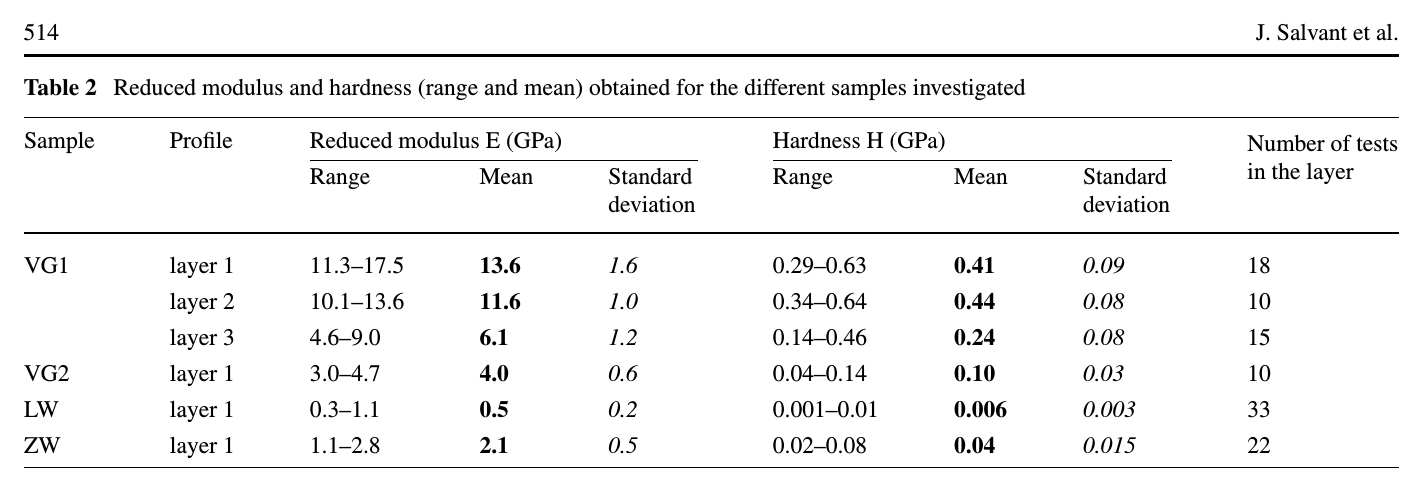 514 J. Salvant et al.
Table 2 Reduced modulus and hardness (range and mean) obtained for the different samples investigated
Sample Profile Reduced modulus E (GPa) Hardness H (GPa) Number of tests in the layer
Range Mean Standard deviation Range Mean Standard deviation
VG1 layer 1 11.3–17.5 13.6 1.6 0.29–0.63 0.41 0.09 18
layer 2 10.1–13.6 11.6 1.0 0.34–0.64 0.44 0.08 10
layer 3 4.6–9.0 6.1 1.2 0.14–0.46 0.24 0.08 15
VG2 layer 1 3.0–4.7 4.0 0.6 0.04–0.14 0.10 0.03 10
LW layer 1 0.3–1.1 0.5 0.2 0.001–0.01 0.006 0.003 33
ZW layer 1 1.1–2.8 2.1 0.5 0.02–0.08 0.04 0.015 22